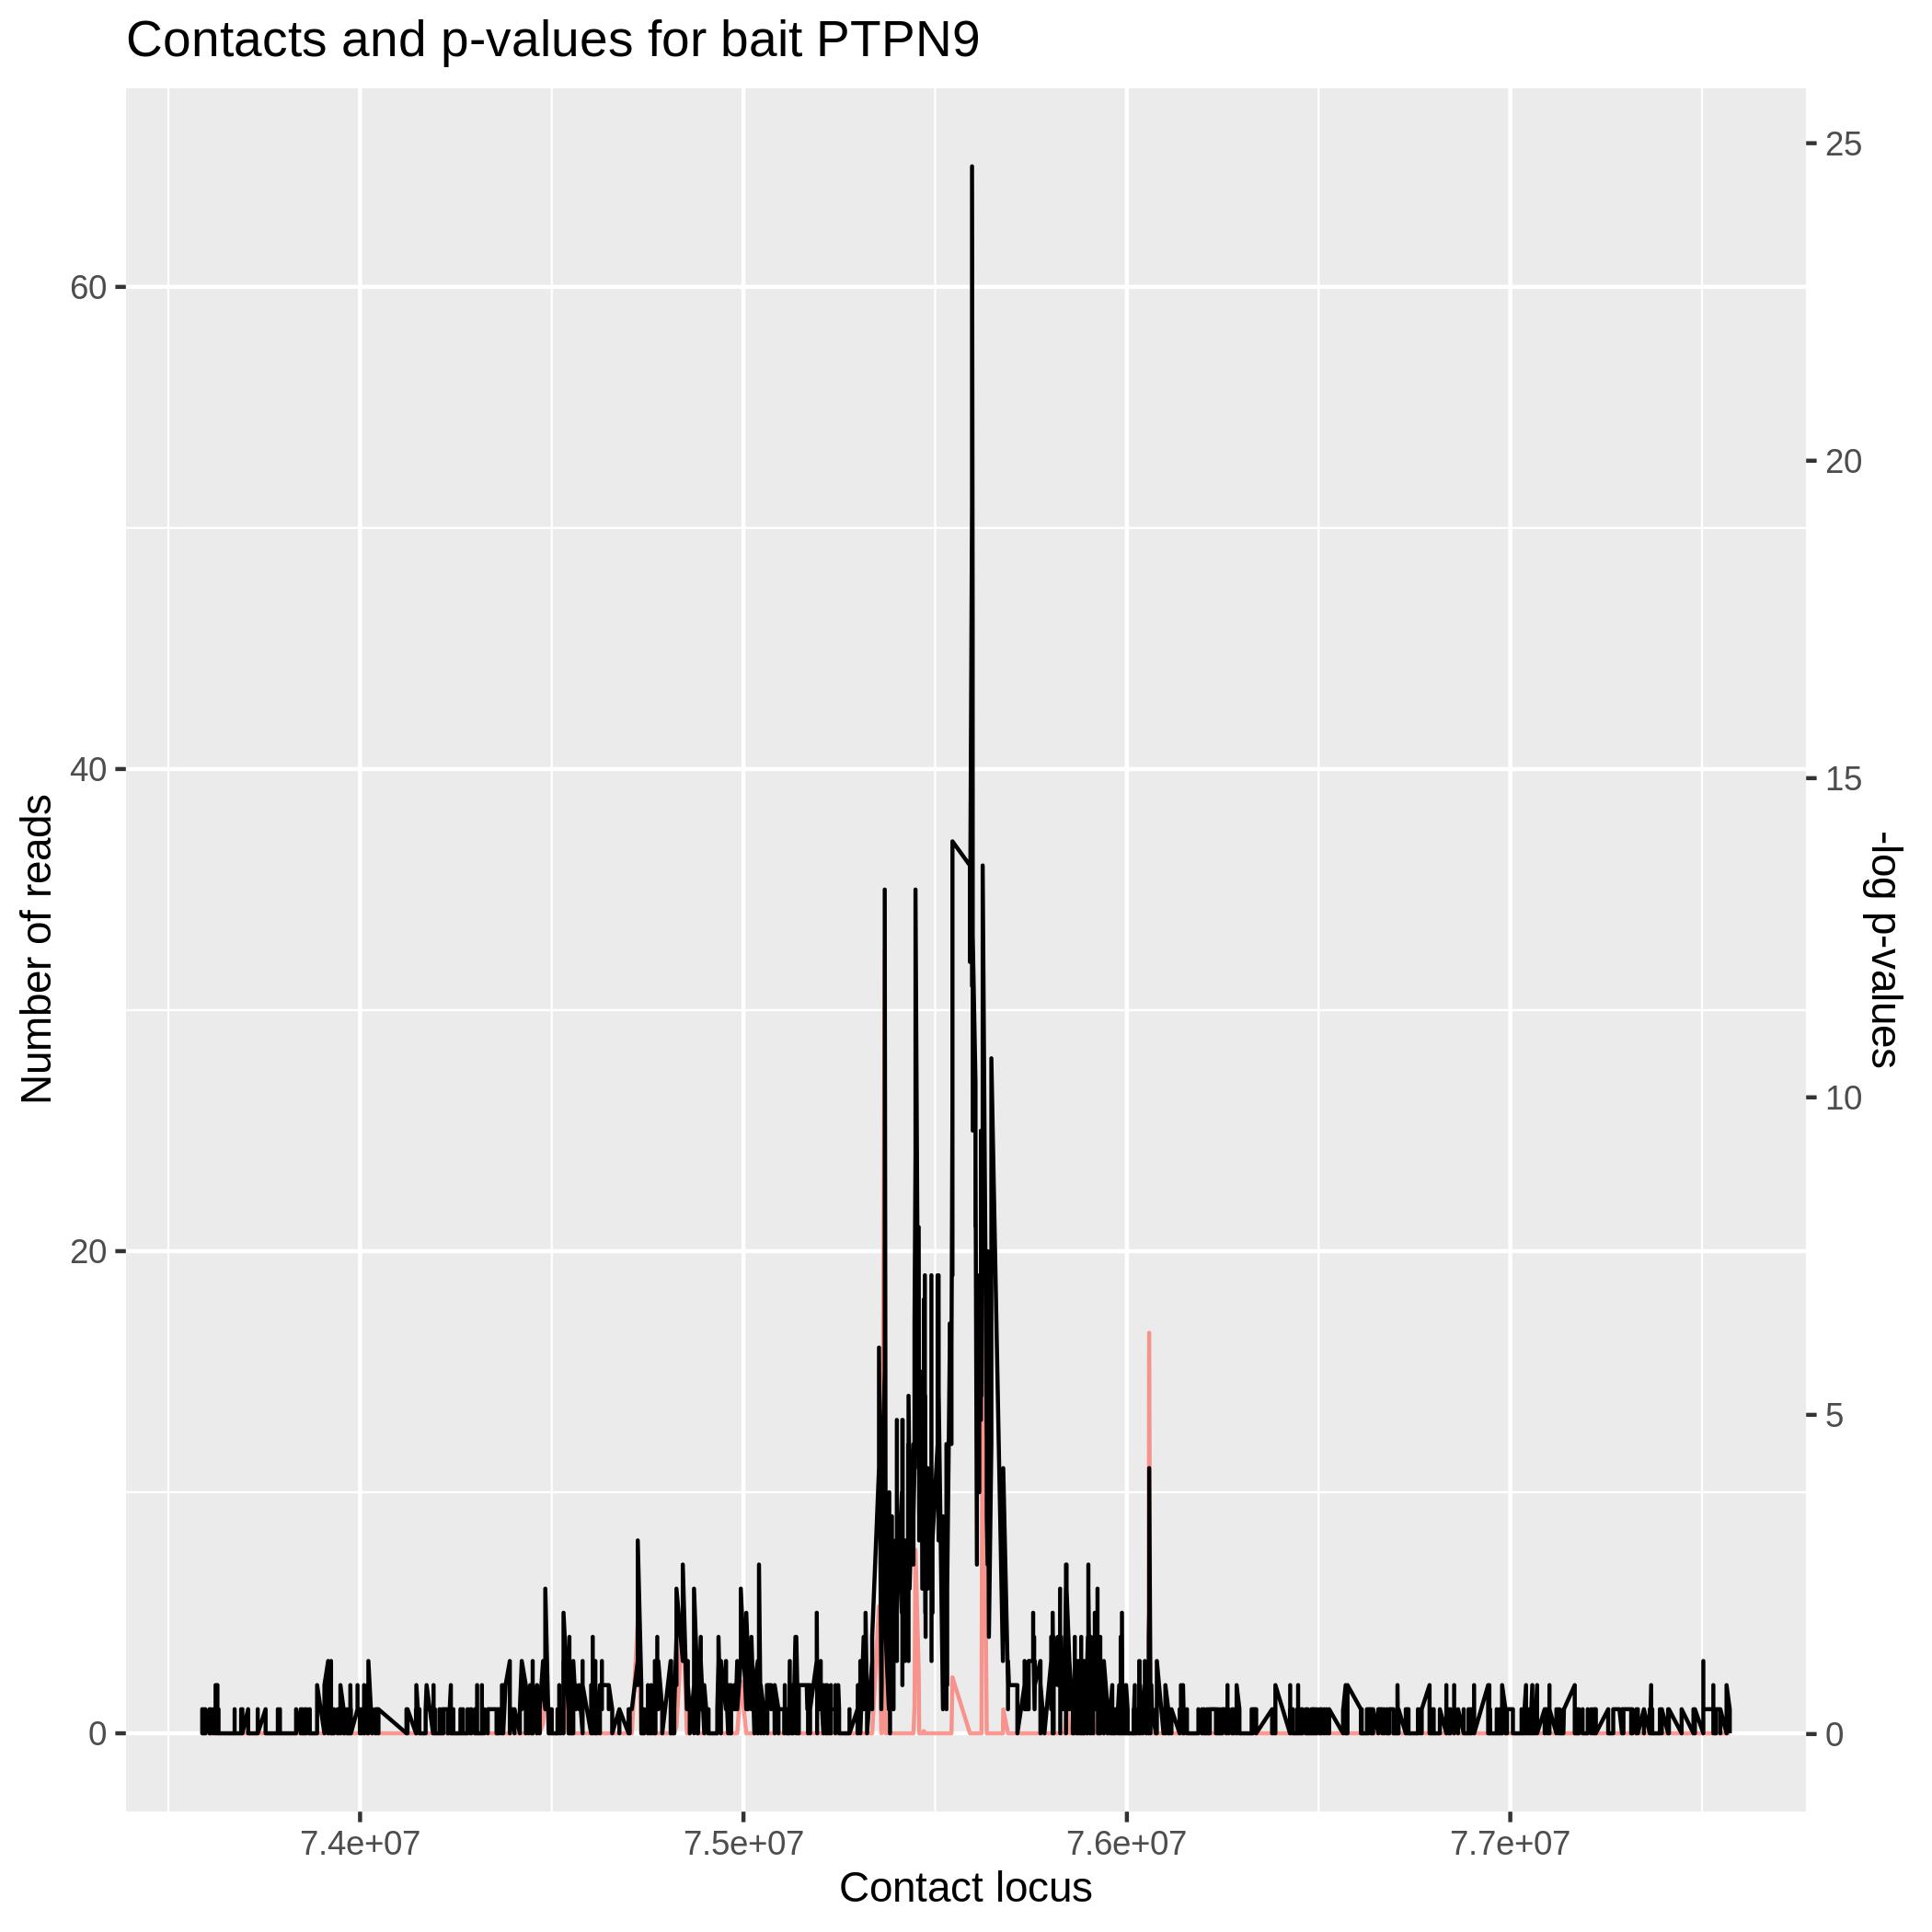 Contacts and p-values for bait PTPN9
60
40
20
0
25
20
15
10
5
0
Number of reads
-log p-values
7.4e+07
7.5e+07
7.6e+07
7.7e+07
Contact locus